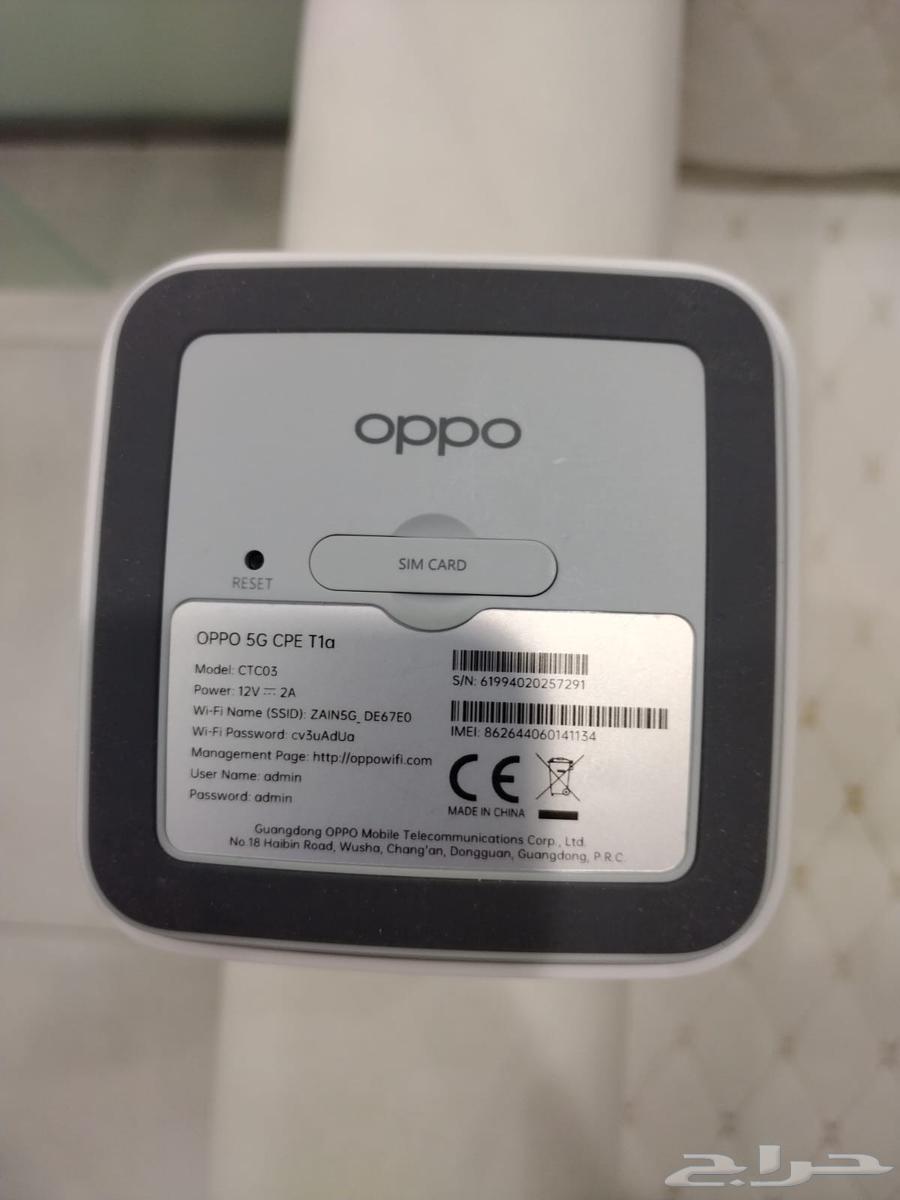 oppo
SIM CARD
RESET
OPPO 5G CPE T1a
Model: CTC03
Power: 12V ⎓ 2A
Wi-Fi Name (SSID): ZAIN5G_DE67E0
Wi-Fi Password: cv3uAdUa
Management Page: http://oppowifi.com
User Name: admin
Password: admin
S/N: 61994020257291
IMEI: 862644060141134
CE
MADE IN CHINA
Guangdong OPPO Mobile Telecommunications Corp., Ltd.
No.18 Haibin Road, Wusha, Chang'an, Dongguan, Guangdong, P.R.C.
حراج